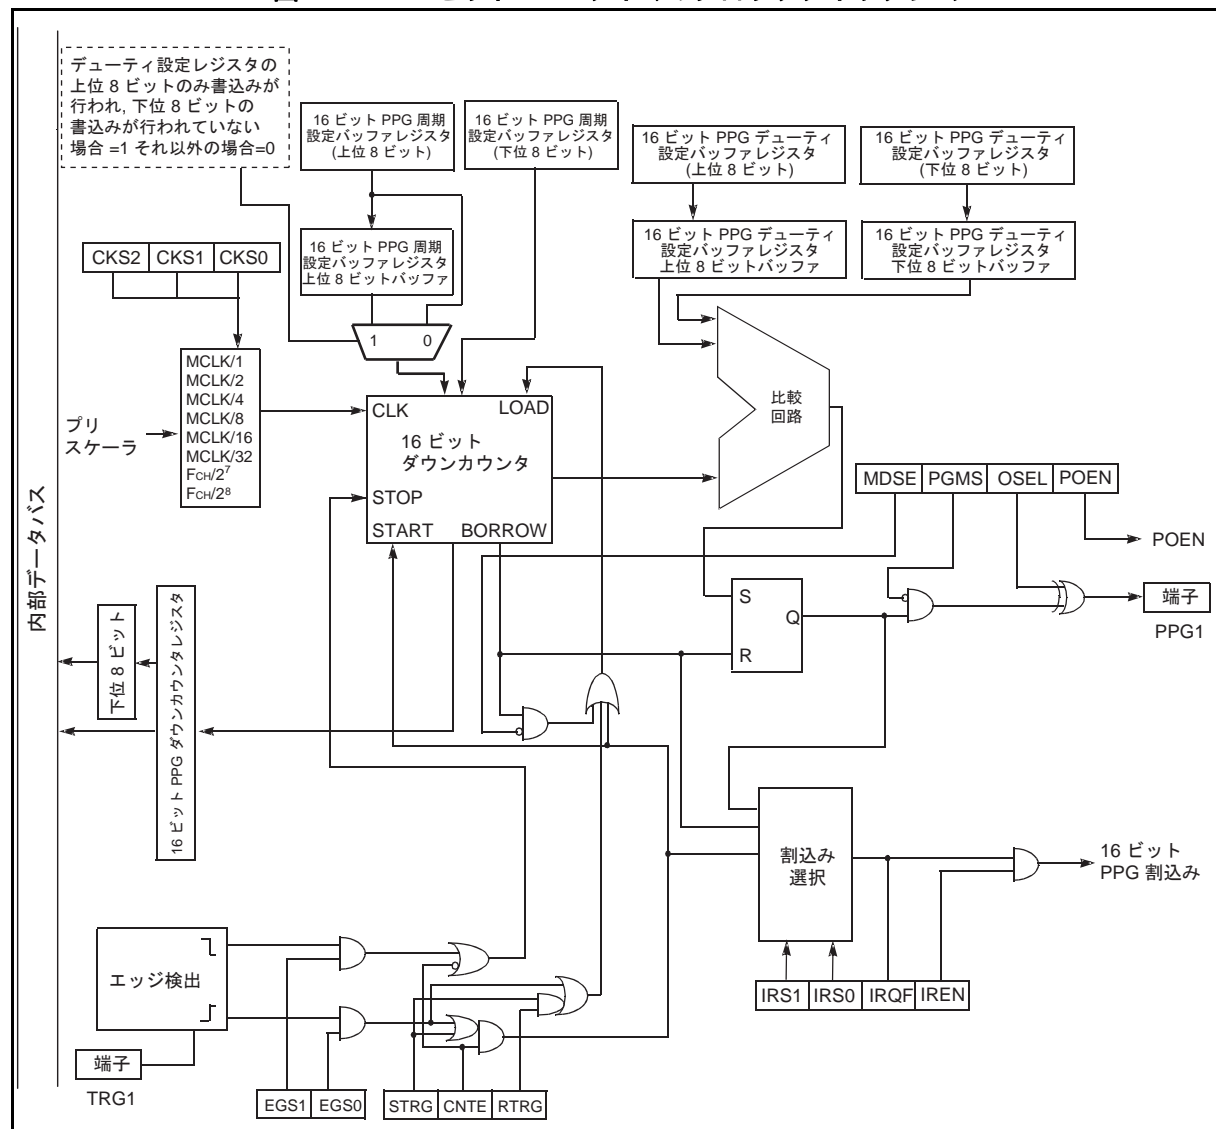 デューティ設定レジスタの
上位 8 ビットのみ書込みが
行われ, 下位 8 ビットの
書込みが行われていない
場合 =1 それ以外の場合=0
16 ビット PPG 周期
設定バッファレジスタ
(上位 8 ビット)
16 ビット PPG 周期
設定バッファレジスタ
(下位 8 ビット)
16 ビット PPG デューティ
設定バッファレジスタ
(上位 8 ビット)
16 ビット PPG デューティ
設定バッファレジスタ
(下位 8 ビット)
16 ビット PPG 周期
設定バッファレジスタ
上位 8 ビットバッファ
16 ビット PPG デューティ
設定バッファレジスタ
上位 8 ビットバッファ
16 ビット PPG デューティ
設定バッファレジスタ
下位 8 ビットバッファ
CKS2 CKS1 CKS0
1 0
MCLK/1
MCLK/2
MCLK/4
MCLK/8
MCLK/16
MCLK/32
FCH/2⁷
FCH/2⁸
プリ
スケーラ
CLK
LOAD
16 ビット
ダウンカウンタ
STOP
START BORROW
比較
回路
MDSE PGMS OSEL POEN
POEN
端子
PPG1
S
Q
R
内部データバス
下位 8 ビット
16 ビット PPG ダウンカウンタレジスタ
割込み
選択
16 ビット
PPG 割込み
IRS1 IRS0 IRQF IREN
エッジ検出
端子
TRG1
EGS1 EGS0
STRG CNTE RTRG